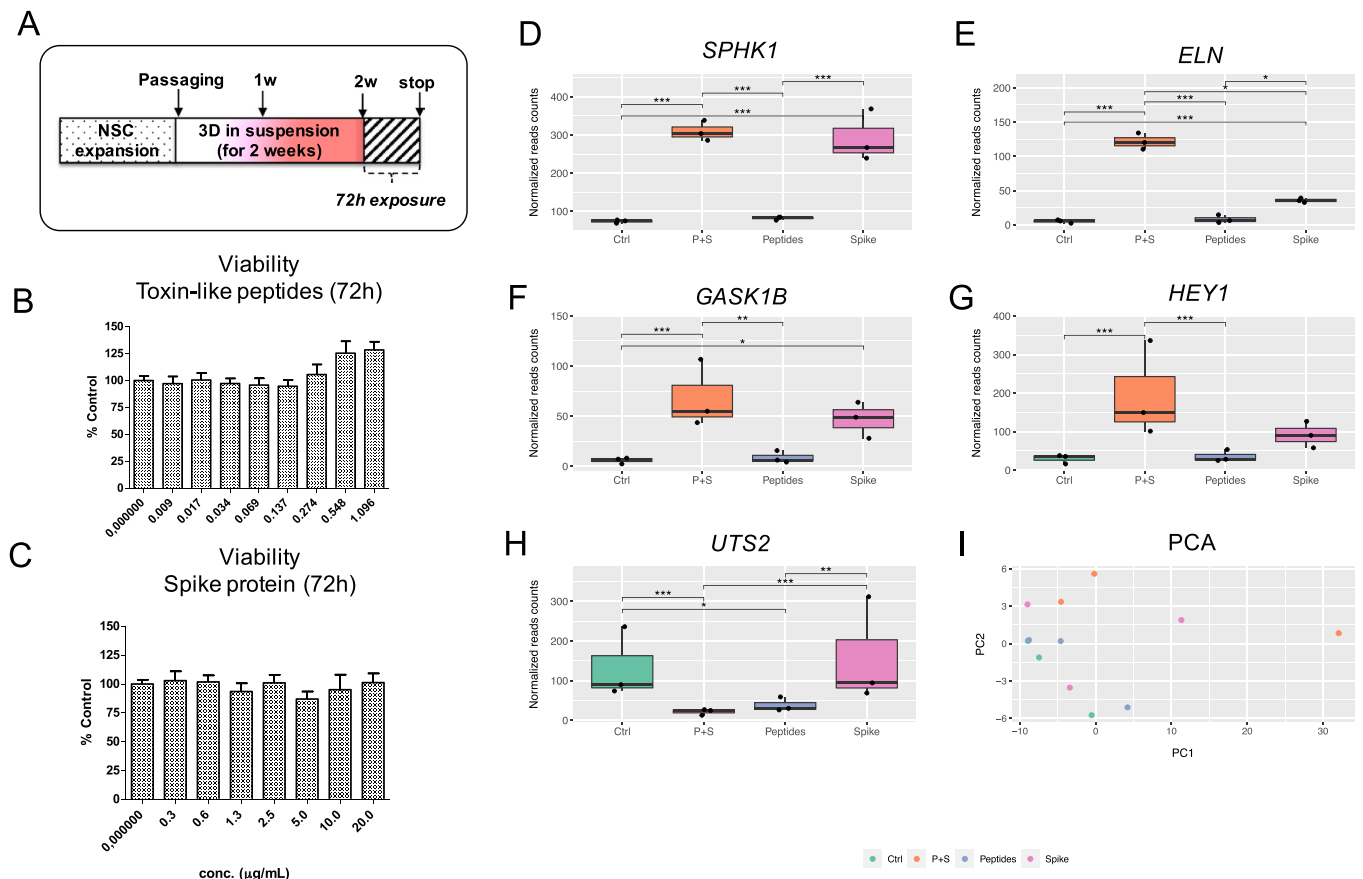 A
Passaging
1w
2w
stop
NSC
expansion
3D in suspension
(for 2 weeks)
72h exposure
B
Viability
Toxin-like peptides (72h)
% Control
150
125
100
75
50
25
0
0,000000
0.009
0.017
0.034
0.069
0.137
0.274
0.548
1.096
C
Viability
Spike protein (72h)
% Control
150
125
100
75
50
25
0
0,000000
0.3
0.6
1.3
2.5
5.0
10.0
20.0
conc. (µg/mL)
D
SPHK1
Normalized reads counts
400
300
200
100
***
***
***
***
Ctrl
P+S
Peptides
Spike
E
ELN
Normalized reads counts
200
150
100
50
0
*
*
***
***
***
Ctrl
P+S
Peptides
Spike
F
GASK1B
Normalized reads counts
150
100
50
0
**
***
*
Ctrl
P+S
Peptides
Spike
G
HEY1
Normalized reads counts
400
300
200
100
0
***
***
Ctrl
P+S
Peptides
Spike
H
UTS2
Normalized reads counts
300
200
100
0
**
***
***
*
Ctrl
P+S
Peptides
Spike
I
PCA
PC2
6
3
0
−3
−6
−10
0
10
20
30
PC1
Ctrl
P+S
Peptides
Spike